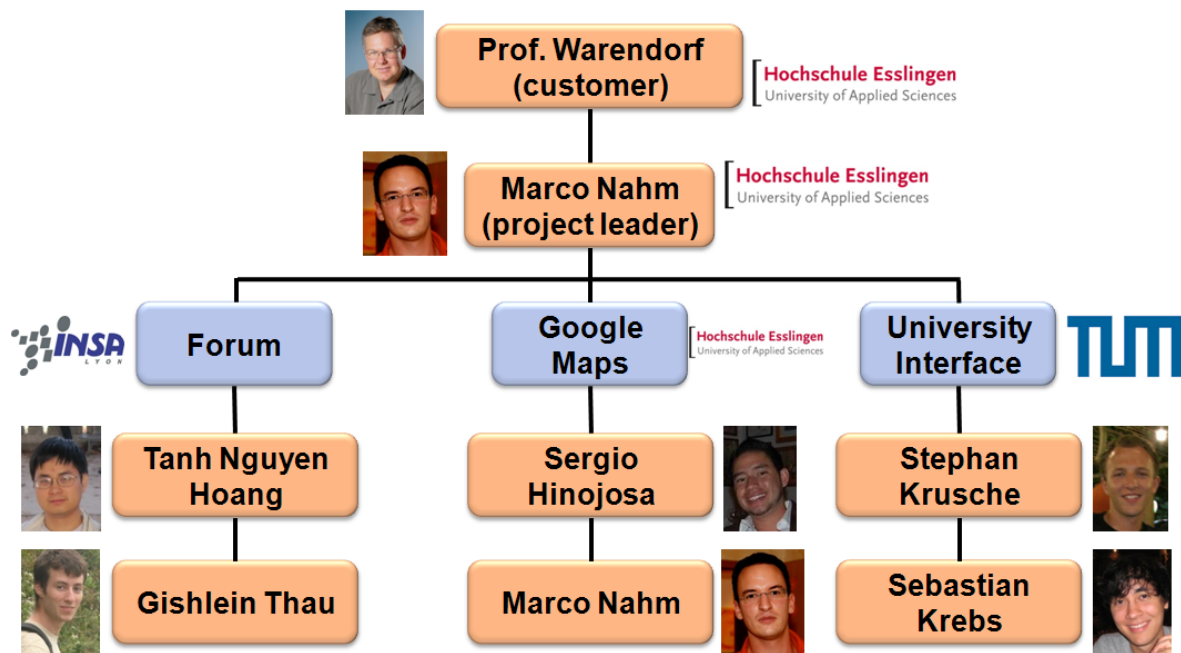 Prof. Warendorf
(customer)
Hochschule Esslingen
University of Applied Sciences
Marco Nahm
(project leader)
Hochschule Esslingen
University of Applied Sciences
INSA
LYON
Forum
Google
Maps
Hochschule Esslingen
University of Applied Sciences
University
Interface
TUM
Tanh Nguyen
Hoang
Sergio
Hinojosa
Stephan
Krusche
Gishlein Thau
Marco Nahm
Sebastian
Krebs